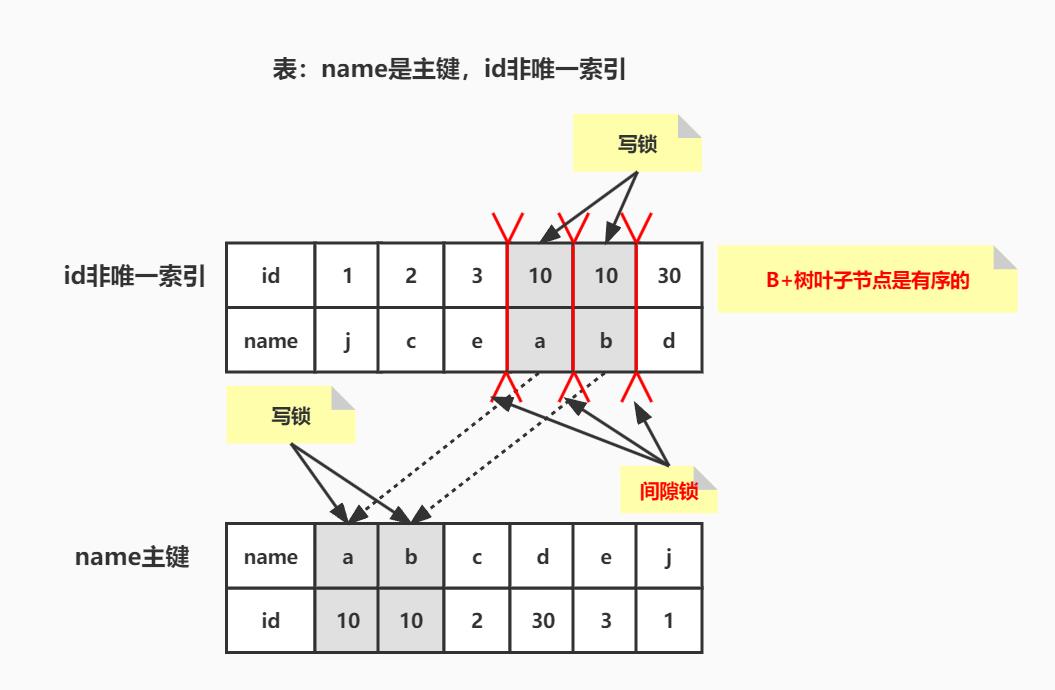 表：name是主键，id非唯一索引
写锁
id非唯一索引
id 1 2 3 10 10 30
name j c e a b d
B+树叶子节点是有序的
写锁
间隙锁
name主键
name a b c d e j
id 10 10 2 30 3 1